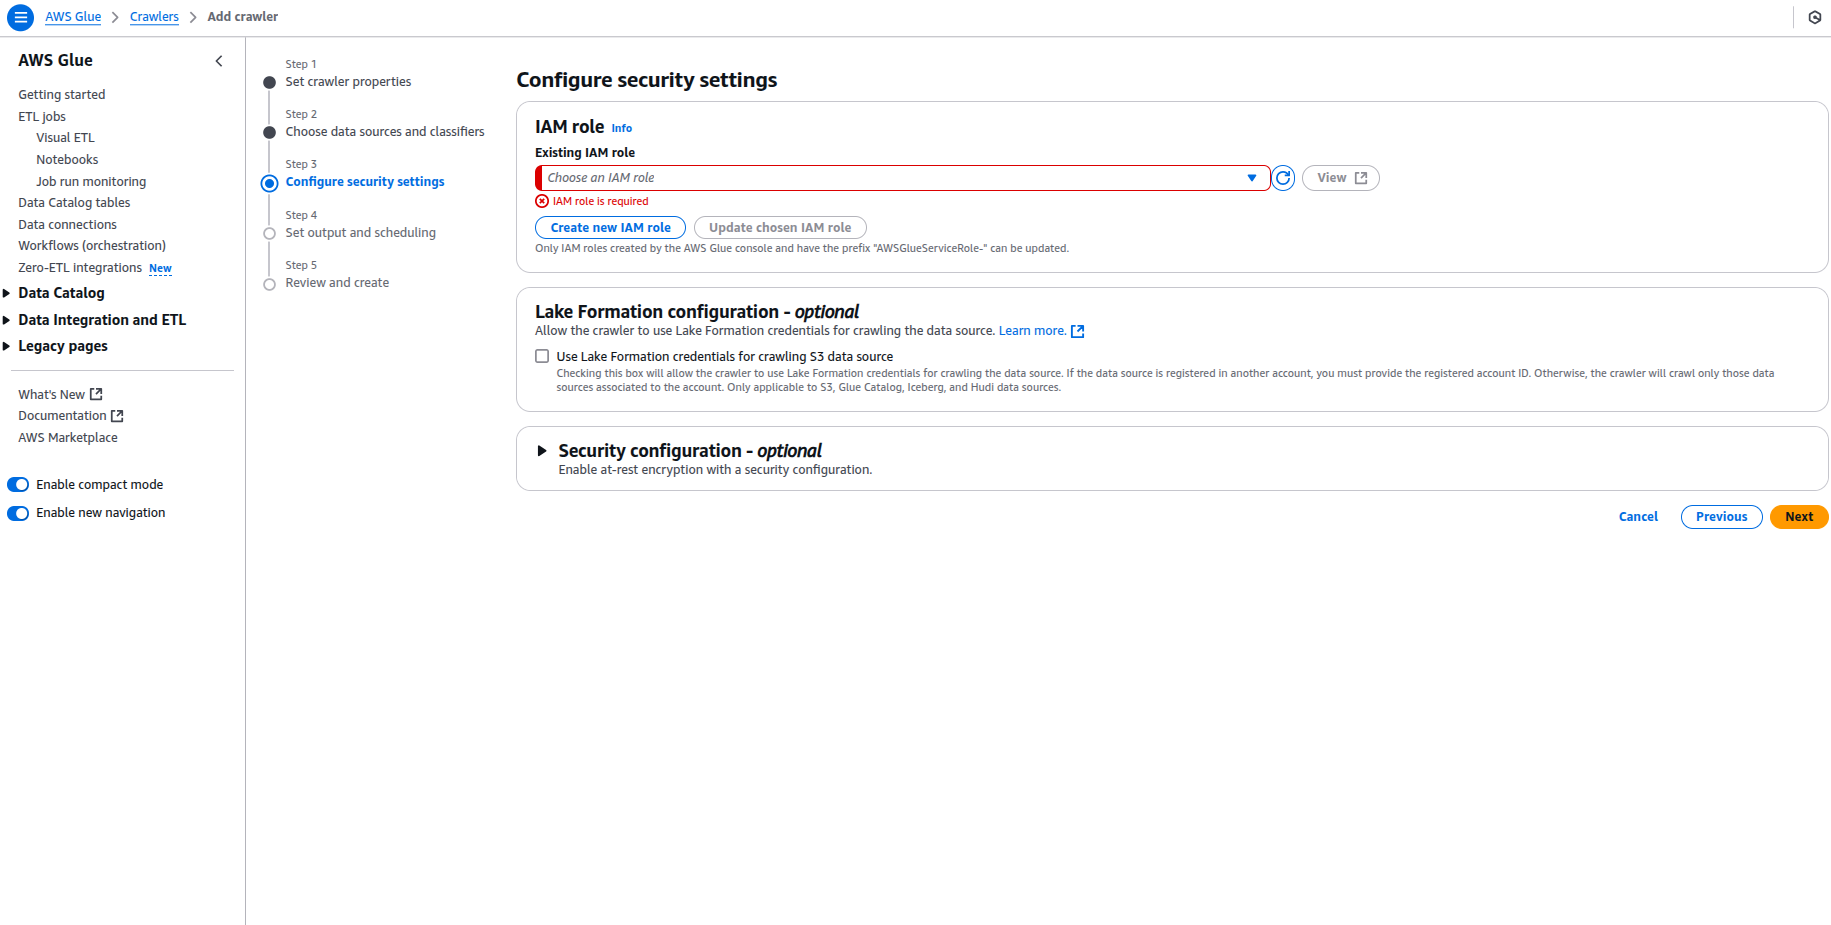 AWS Glue > Crawlers > Add crawler
AWS Glue
Getting started
ETL jobs
Visual ETL
Notebooks
Job run monitoring
Data Catalog tables
Data connections
Workflows (orchestration)
Zero-ETL integrations New
Data Catalog
Data Integration and ETL
Legacy pages
What's New
Documentation
AWS Marketplace
Enable compact mode
Enable new navigation
Step 1
Set crawler properties
Step 2
Choose data sources and classifiers
Step 3
Configure security settings
Step 4
Set output and scheduling
Step 5
Review and create
Configure security settings
IAM role Info
Existing IAM role
Choose an IAM role
View
IAM role is required
Create new IAM role Update chosen IAM role
Only IAM roles created by the AWS Glue console and have the prefix "AWSGlueServiceRole-" can be updated.
Lake Formation configuration - optional
Allow the crawler to use Lake Formation credentials for crawling the data source. Learn more.
Use Lake Formation credentials for crawling S3 data source
Checking this box will allow the crawler to use Lake Formation credentials for crawling the data source. If the data source is registered in another account, you must provide the registered account ID. Otherwise, the crawler will crawl only those data
sources associated to the account. Only applicable to S3, Glue Catalog, Iceberg, and Hudi data sources.
Security configuration - optional
Enable at-rest encryption with a security configuration.
Cancel Previous Next